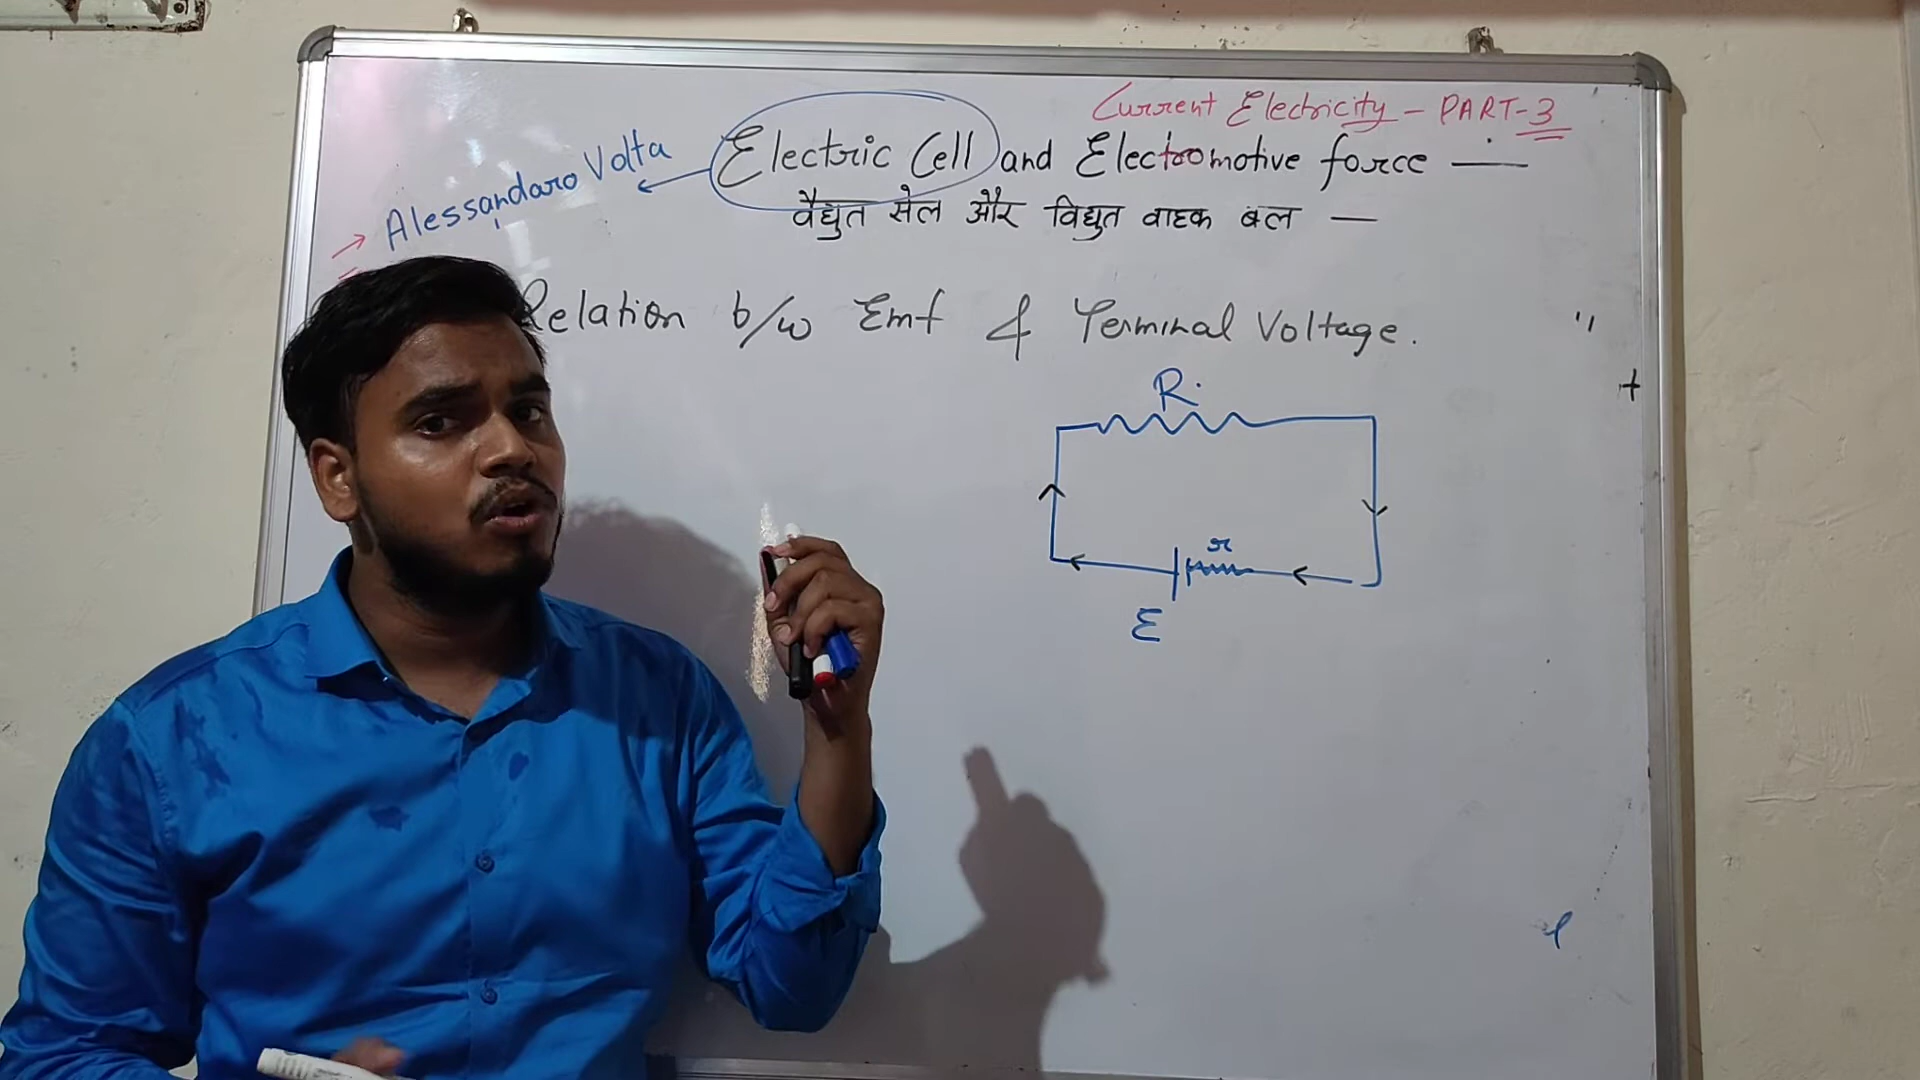 Current Electricity - PART-3
Electric Cell and Electromotive force —
Alessandaro Volta
वैद्युत सेल और विद्युत वाहक बल —
Relation b/w Emf & Terminal Voltage.
R.
r
E